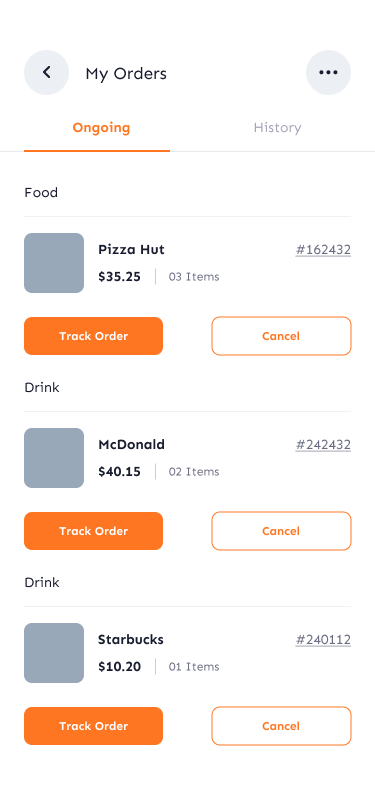 My Orders
Ongoing History
Food
Pizza Hut #162432
$35.25 03 Items
Track Order Cancel
Drink
McDonald #242432
$40.15 02 Items
Track Order Cancel
Drink
Starbucks #240112
$10.20 01 Items
Track Order Cancel